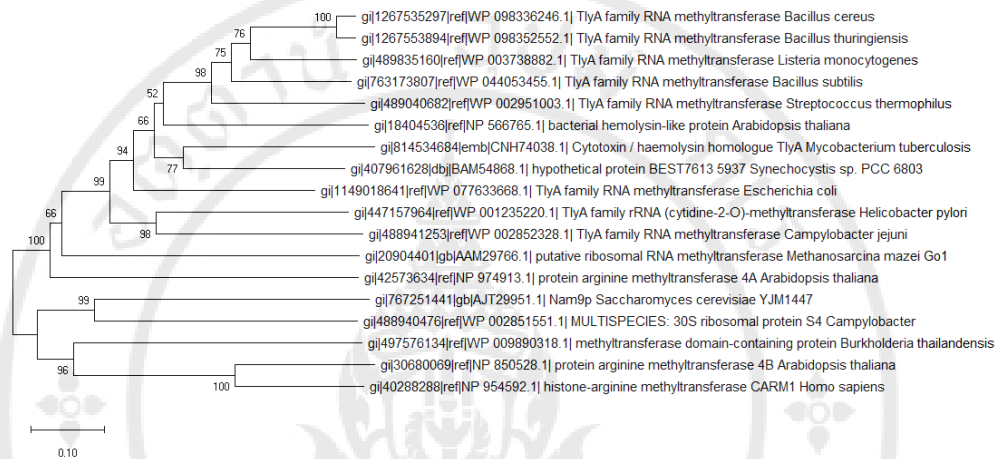 100
gi|1267535297|ref|WP 098336246.1| TlyA family RNA methyltransferase Bacillus cereus
gi|1267553894|ref|WP 098352552.1| TlyA family RNA methyltransferase Bacillus thuringiensis
76
gi|489835160|ref|WP 003738882.1| TlyA family RNA methyltransferase Listeria monocytogenes
75
gi|763173807|ref|WP 044053455.1| TlyA family RNA methyltransferase Bacillus subtilis
98
gi|489040682|ref|WP 002951003.1| TlyA family RNA methyltransferase Streptococcus thermophilus
52
gi|18404536|ref|NP 566765.1| bacterial hemolysin-like protein Arabidopsis thaliana
66
gi|814534684|emb|CNH74038.1| Cytotoxin / haemolysin homologue TlyA Mycobacterium tuberculosis
77
gi|407961628|dbj|BAM54868.1| hypothetical protein BEST7613 5937 Synechocystis sp. PCC 6803
94
gi|1149018641|ref|WP 077633668.1| TlyA family RNA methyltransferase Escherichia coli
99
gi|447157964|ref|WP 001235220.1| TlyA family rRNA (cytidine-2-O)-methyltransferase Helicobacter pylori
98
gi|488941253|ref|WP 002852328.1| TlyA family RNA methyltransferase Campylobacter jejuni
66
gi|20904401|gb|AAM29766.1| putative ribosomal RNA methyltransferase Methanosarcina mazei Go1
100
gi|42573634|ref|NP 974913.1| protein arginine methyltransferase 4A Arabidopsis thaliana
99
gi|767251441|gb|AJT29951.1| Nam9p Saccharomyces cerevisiae YJM1447
gi|488940476|ref|WP 002851551.1| MULTISPECIES: 30S ribosomal protein S4 Campylobacter
gi|497576134|ref|WP 009890318.1| methyltransferase domain-containing protein Burkholderia thailandensis
96
gi|30680069|ref|NP 850528.1| protein arginine methyltransferase 4B Arabidopsis thaliana
100
gi|40288288|ref|NP 954592.1| histone-arginine methyltransferase CARM1 Homo sapiens
0.10